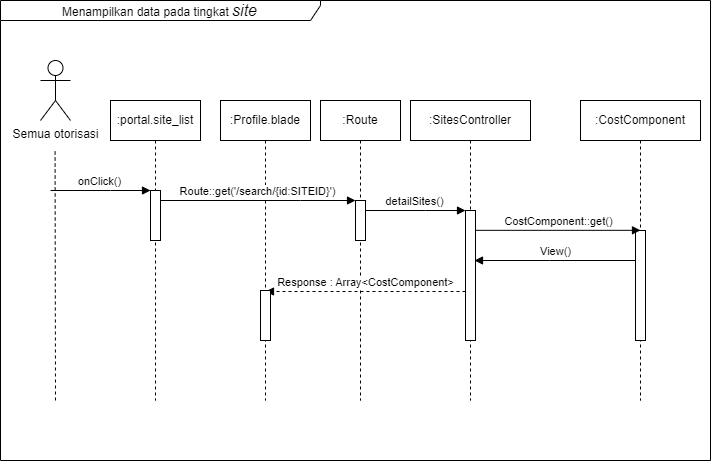 Menampilkan data pada tingkat site
Semua otorisasi
:portal.site_list
:Profile.blade
:Route
:SitesController
:CostComponent
onClick()
Route::get('/search/{id:SITEID}')
detailSites()
CostComponent::get()
View()
Response : Array<CostComponent>